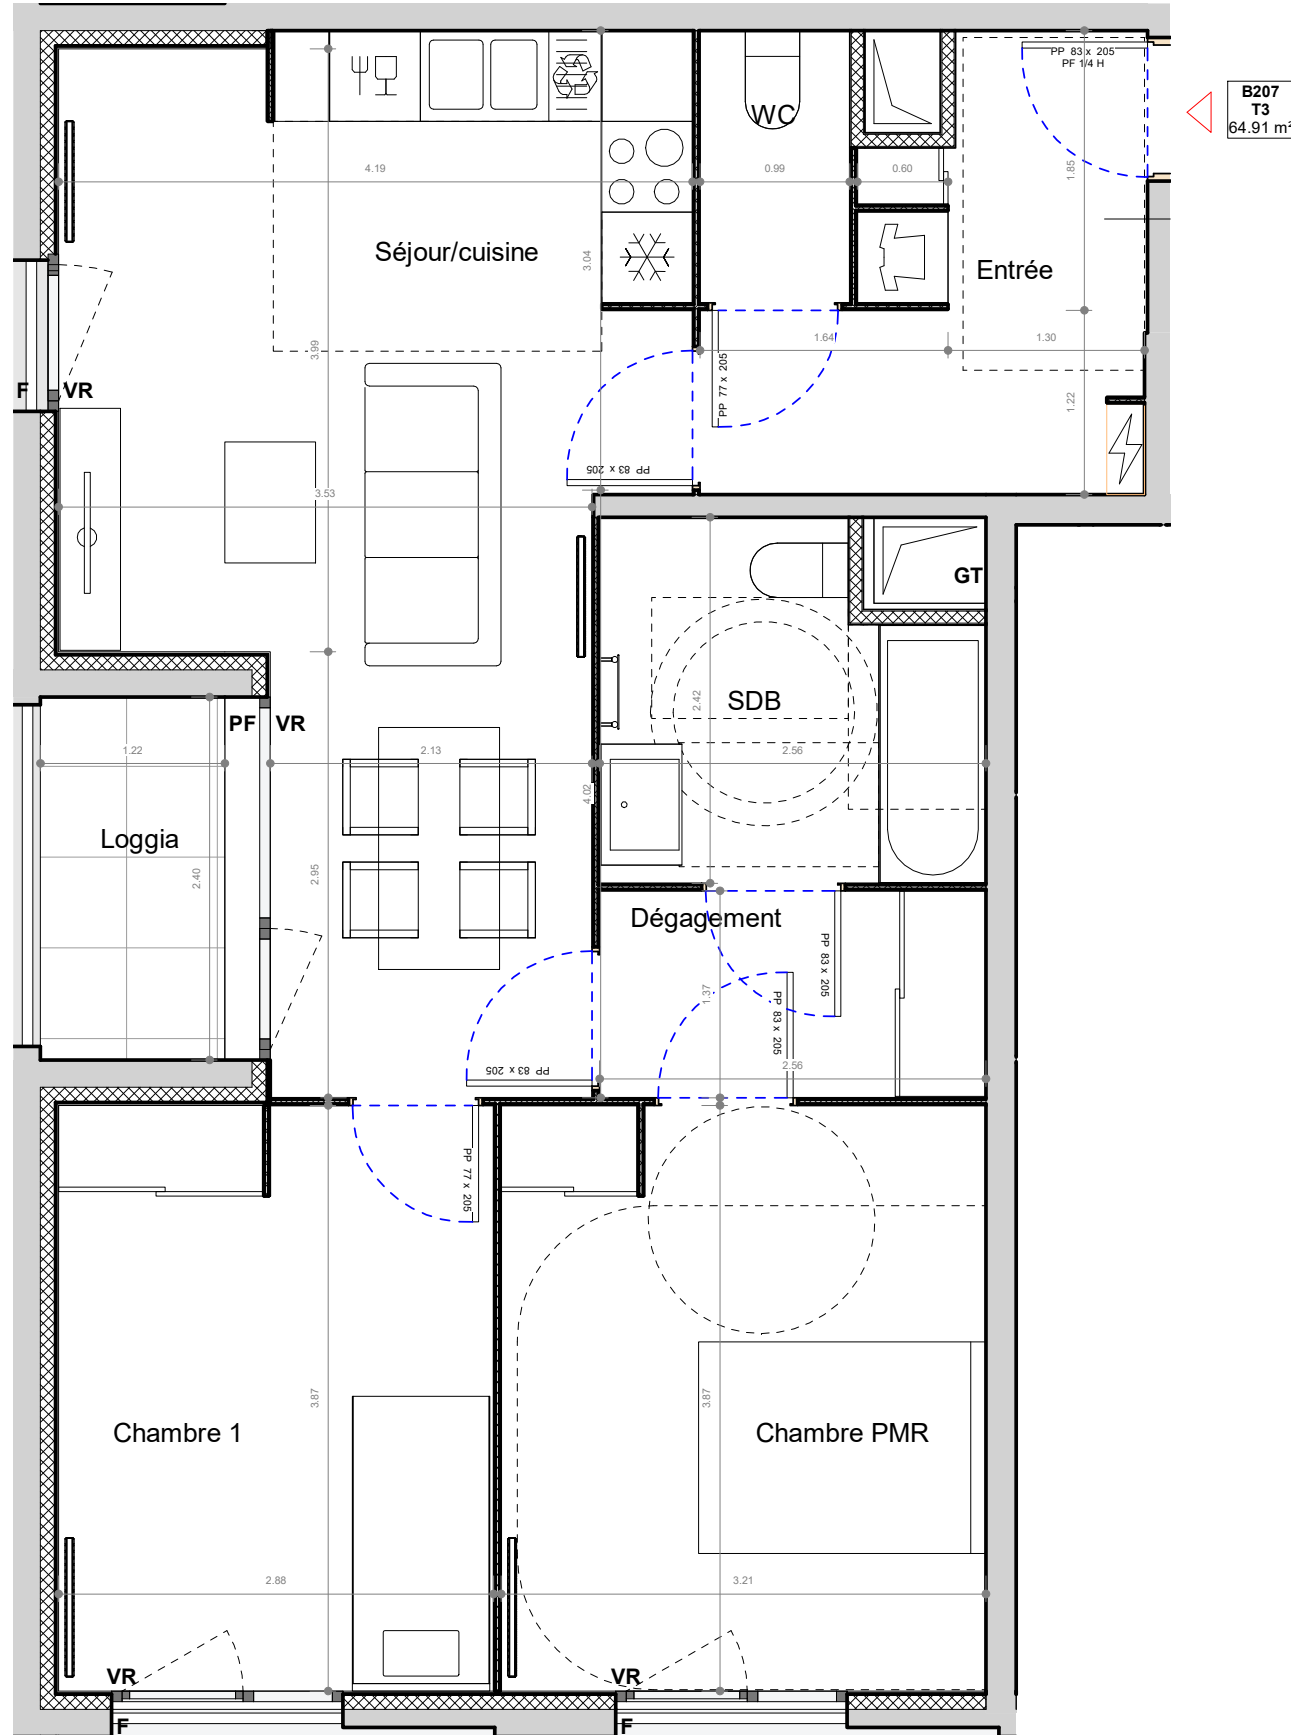 PP 83 x 205
PF 1/4 H
B207
T3
64.91 m²
WC
4.19
0.99
0.60
1.85
Séjour/cuisine
3.04
Entrée
3.99
1.64
1.30
PP 77 x 205
1.22
F
VR
PP 83 x 205
3.53
GT
SDB
2.42
PF
VR
1.22
2.13
2.56
4.02
Loggia
2.40
2.95
Dégagement
PP 83 x 205
1.37
PP 83 x 205
PP 83 x 205
2.56
PP 77 x 205
3.87
3.87
Chambre 1
Chambre PMR
2.88
3.21
VR
VR
F
F